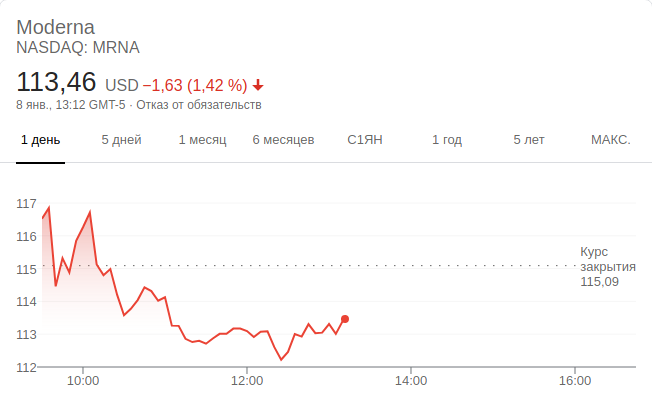 Moderna
NASDAQ: MRNA
113,46 USD −1,63 (1,42 %)
8 янв., 13:12 GMT-5 · Отказ от обязательств
1 день 5 дней 1 месяц 6 месяцев С1ЯН 1 год 5 лет МАКС.
117
116
115
114
113
112
Курс
закрытия
115,09
10:00 12:00 14:00 16:00